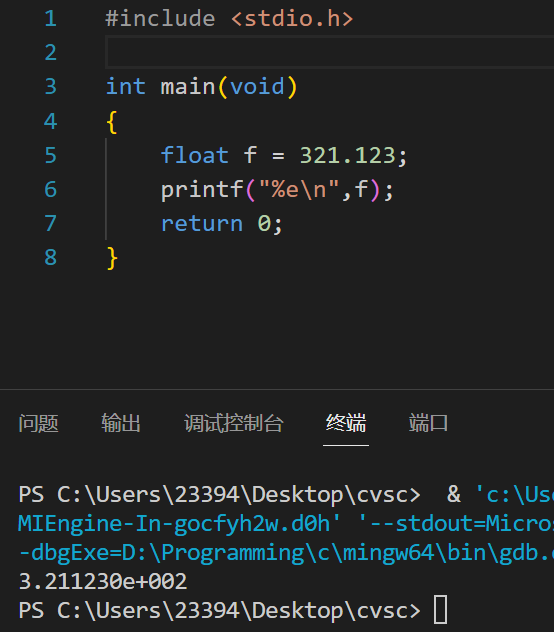 1 #include <stdio.h>
2
3 int main(void)
4 {
5 float f = 321.123;
6 printf("%e\n",f);
7 return 0;
8 }
问题 输出 调试控制台 终端 端口
PS C:\Users\23394\Desktop\cvsc> & 'c:\Use
MIEngine-In-gocfyh2w.d0h' '--stdout=Micros
-dbgExe=D:\Programming\c\mingw64\bin\gdb.e
3.211230e+002
PS C:\Users\23394\Desktop\cvsc>